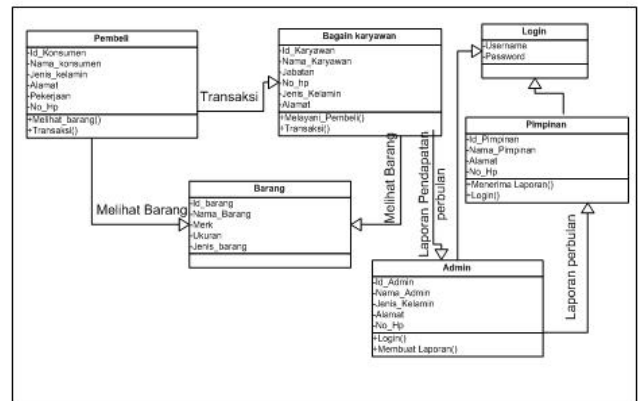 Pembeli
-Id_Konsumen
-Nama_konsumen
-Jenis_kelamin
-Alamat
-Pekerjaan
-No_Hp
+Melihat_barang()
+Transaksi()
Transaksi
Bagain karyawan
-Id_Karyawan
-Nama_Karyawan
-Jabatan
-No_hp
-Jenis_Kelamin
-Alamat
+Melayani_Pembeli()
+Transaksi()
Login
-Username
-Password
Pimpinan
-Id_Pimpinan
-Nama_Pimpinan
-Alamat
-No_Hp
+Menerima Laporan()
+Login()
Melihat Barang
Barang
-Id_barang
-Nama_Barang
-Merk
-Ukuran
-Jenis_barang
Melihat Barang
Laporan Pendapatan
perbulan
Admin
-Id_Admin
-Nama_Admin
-Jenis_Kelamin
-Alamat
-No_Hp
+Login()
+Membuat Laporan()
Laporan perbulan